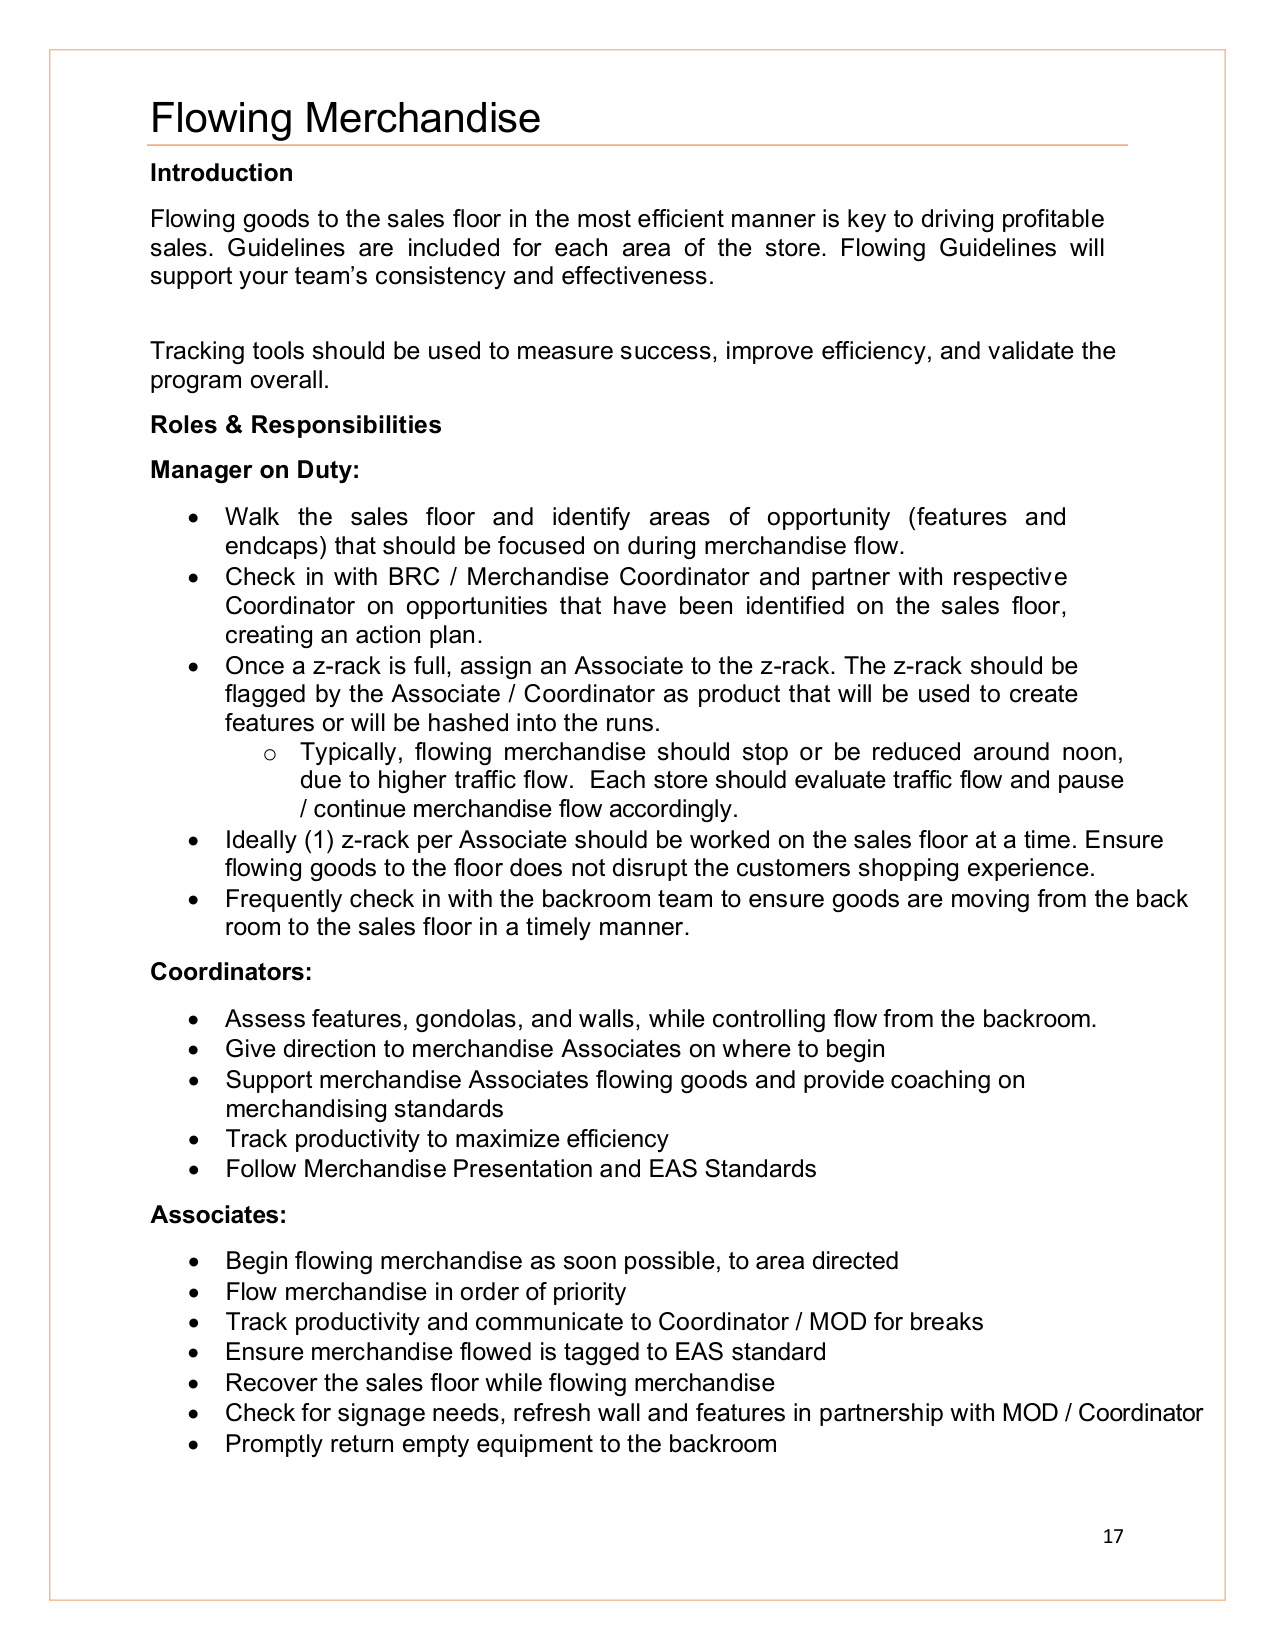 Flowing Merchandise
Introduction
Flowing goods to the sales floor in the most efficient manner is key to driving profitable
sales. Guidelines are included for each area of the store. Flowing Guidelines will
support your team’s consistency and effectiveness.
Tracking tools should be used to measure success, improve efficiency, and validate the
program overall.
Roles & Responsibilities
Manager on Duty:
• Walk the sales floor and identify areas of opportunity (features and
endcaps) that should be focused on during merchandise flow.
• Check in with BRC / Merchandise Coordinator and partner with respective
Coordinator on opportunities that have been identified on the sales floor,
creating an action plan.
• Once a z-rack is full, assign an Associate to the z-rack. The z-rack should be
flagged by the Associate / Coordinator as product that will be used to create
features or will be hashed into the runs.
o Typically, flowing merchandise should stop or be reduced around noon,
due to higher traffic flow.  Each store should evaluate traffic flow and pause
/ continue merchandise flow accordingly.
• Ideally (1) z-rack per Associate should be worked on the sales floor at a time. Ensure
flowing goods to the floor does not disrupt the customers shopping experience.
• Frequently check in with the backroom team to ensure goods are moving from the back
room to the sales floor in a timely manner.
Coordinators:
• Assess features, gondolas, and walls, while controlling flow from the backroom.
• Give direction to merchandise Associates on where to begin
• Support merchandise Associates flowing goods and provide coaching on
merchandising standards
• Track productivity to maximize efficiency
• Follow Merchandise Presentation and EAS Standards
Associates:
• Begin flowing merchandise as soon possible, to area directed
• Flow merchandise in order of priority
• Track productivity and communicate to Coordinator / MOD for breaks
• Ensure merchandise flowed is tagged to EAS standard
• Recover the sales floor while flowing merchandise
• Check for signage needs, refresh wall and features in partnership with MOD / Coordinator
• Promptly return empty equipment to the backroom
17